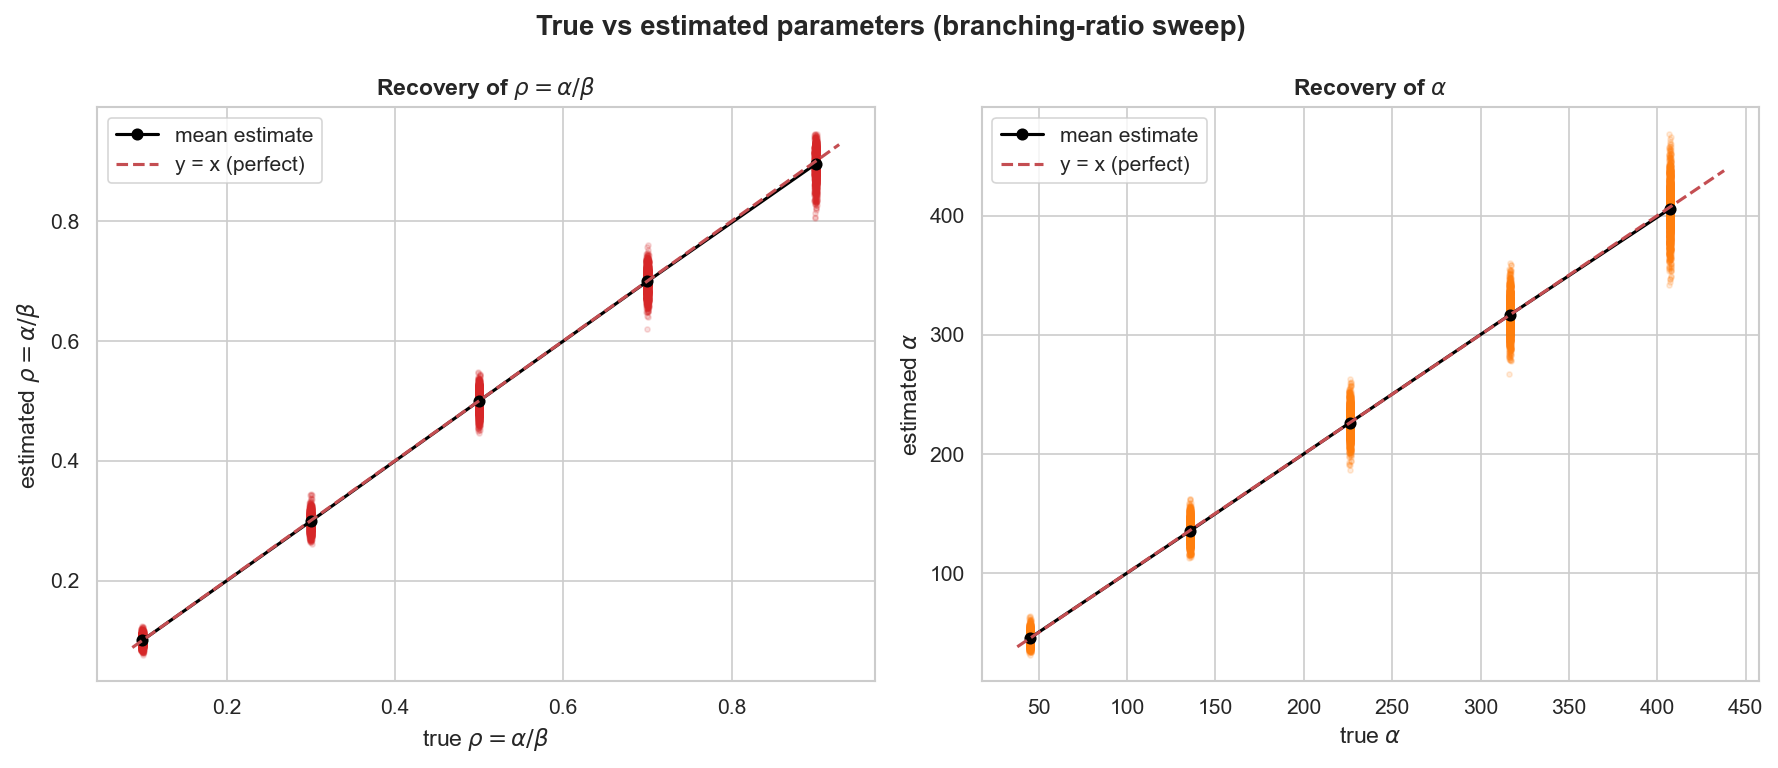 True vs estimated parameters (branching-ratio sweep)
Recovery of ρ = α/β
mean estimate
y = x (perfect)
estimated ρ = α/β
0.8
0.6
0.4
0.2
0.2 0.4 0.6 0.8
true ρ = α/β
Recovery of α
mean estimate
y = x (perfect)
estimated α
400
300
200
100
50 100 150 200 250 300 350 400 450
true α